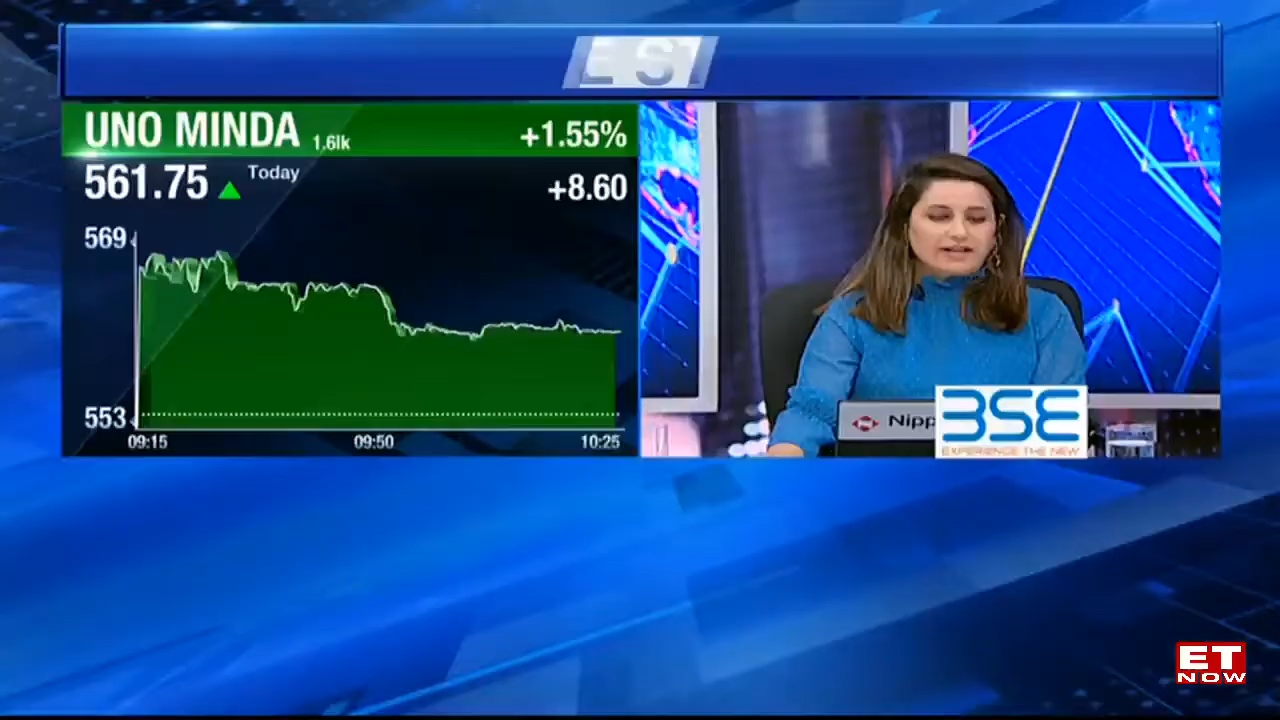 UNO MINDA 1.6lk +1.55%
561.75 Today +8.60
569
553
09:15 09:50 10:25
Nipp
BSE
EXPERIENCE THE NEW
ET
NOW